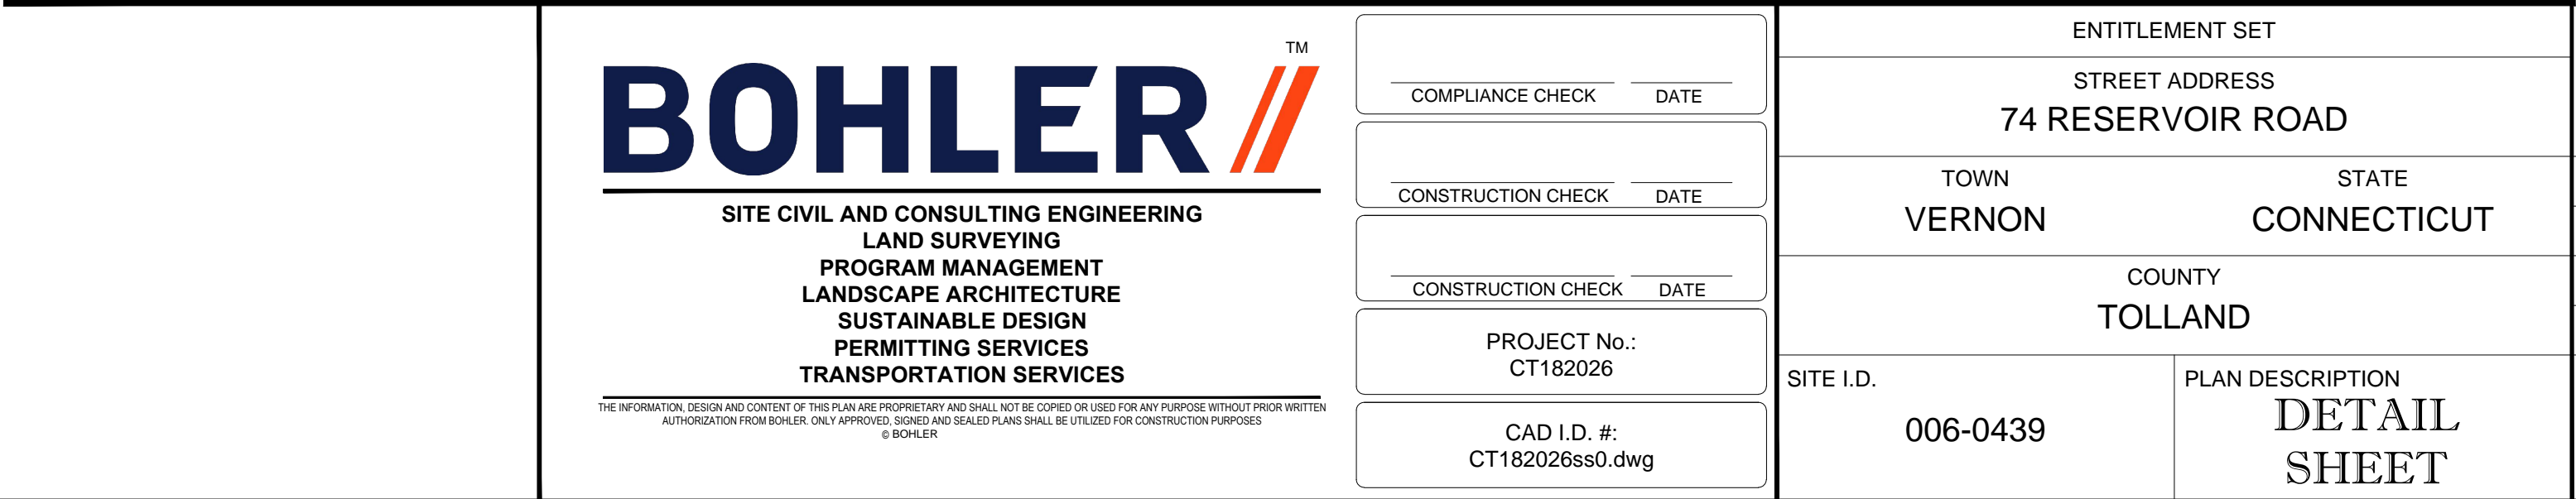 TM
BOHLER
SITE CIVIL AND CONSULTING ENGINEERING
LAND SURVEYING
PROGRAM MANAGEMENT
LANDSCAPE ARCHITECTURE
SUSTAINABLE DESIGN
PERMITTING SERVICES
TRANSPORTATION SERVICES
THE INFORMATION, DESIGN AND CONTENT OF THIS PLAN ARE PROPRIETARY AND SHALL NOT BE COPIED OR USED FOR ANY PURPOSE WITHOUT PRIOR WRITTEN
AUTHORIZATION FROM BOHLER. ONLY APPROVED, SIGNED AND SEALED PLANS SHALL BE UTILIZED FOR CONSTRUCTION PURPOSES
© BOHLER
COMPLIANCE CHECK DATE
CONSTRUCTION CHECK DATE
CONSTRUCTION CHECK DATE
PROJECT No.:
CT182026
CAD I.D. #:
CT182026ss0.dwg
ENTITLEMENT SET
STREET ADDRESS
74 RESERVOIR ROAD
TOWN
VERNON
STATE
CONNECTICUT
COUNTY
TOLLAND
SITE I.D.
006-0439
PLAN DESCRIPTION
DETAIL
SHEET